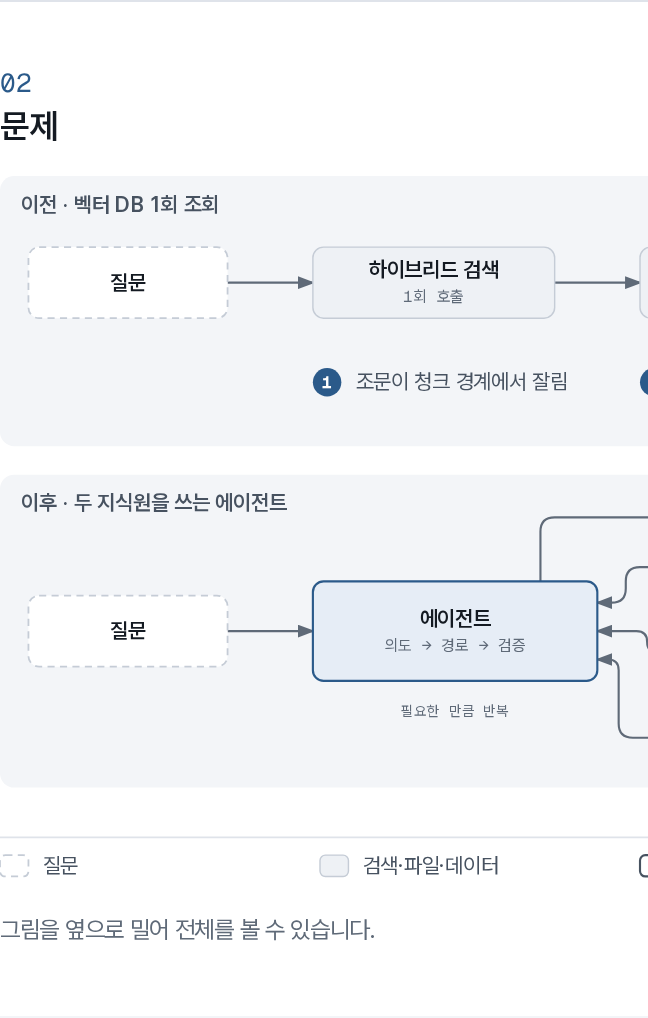 02
문제
이전 · 벡터 DB 1회 조회
질문
하이브리드 검색
1회 호출
1 조문이 청크 경계에서 잘림
이후 · 두 지식원을 쓰는 에이전트
질문
에이전트
의도 → 경로 → 검증
필요한 만큼 반복
질문
검색·파일·데이터
그림을 옆으로 밀어 전체를 볼 수 있습니다.